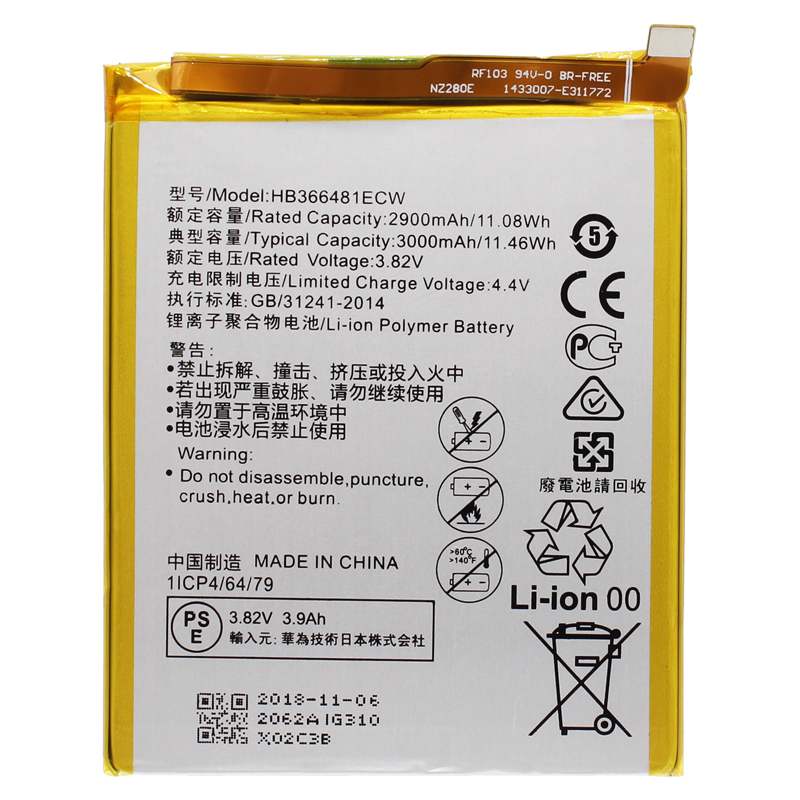 RF103 94V-0 BR-FREE
NZ280E 1433007-E311772
型号/Model:HB366481ECW
额定容量/Rated Capacity:2900mAh/11.08Wh
典型容量/Typical Capacity:3000mAh/11.46Wh
额定电压/Rated Voltage:3.82V
充电限制电压/Limited Charge Voltage:4.4V
执行标准:GB/31241-2014
锂离子聚合物电池/Li-ion Polymer Battery
警告:
•禁止拆解、撞击、挤压或投入火中
•若出现严重鼓胀、请勿继续使用
•请勿置于高温环境中
•电池浸水后禁止使用
Warning:
• Do not disassemble,puncture,
crush,heat,or burn.
5
CE
PCT
>60℃
>140℉
廢電池請回收
Li-ion 00
中国制造 MADE IN CHINA
1ICP4/64/79
PSE
3.82V 3.9Ah
輸入元: 華為技術日本株式会社
2018-11-06
2062AIG310
X02C3B